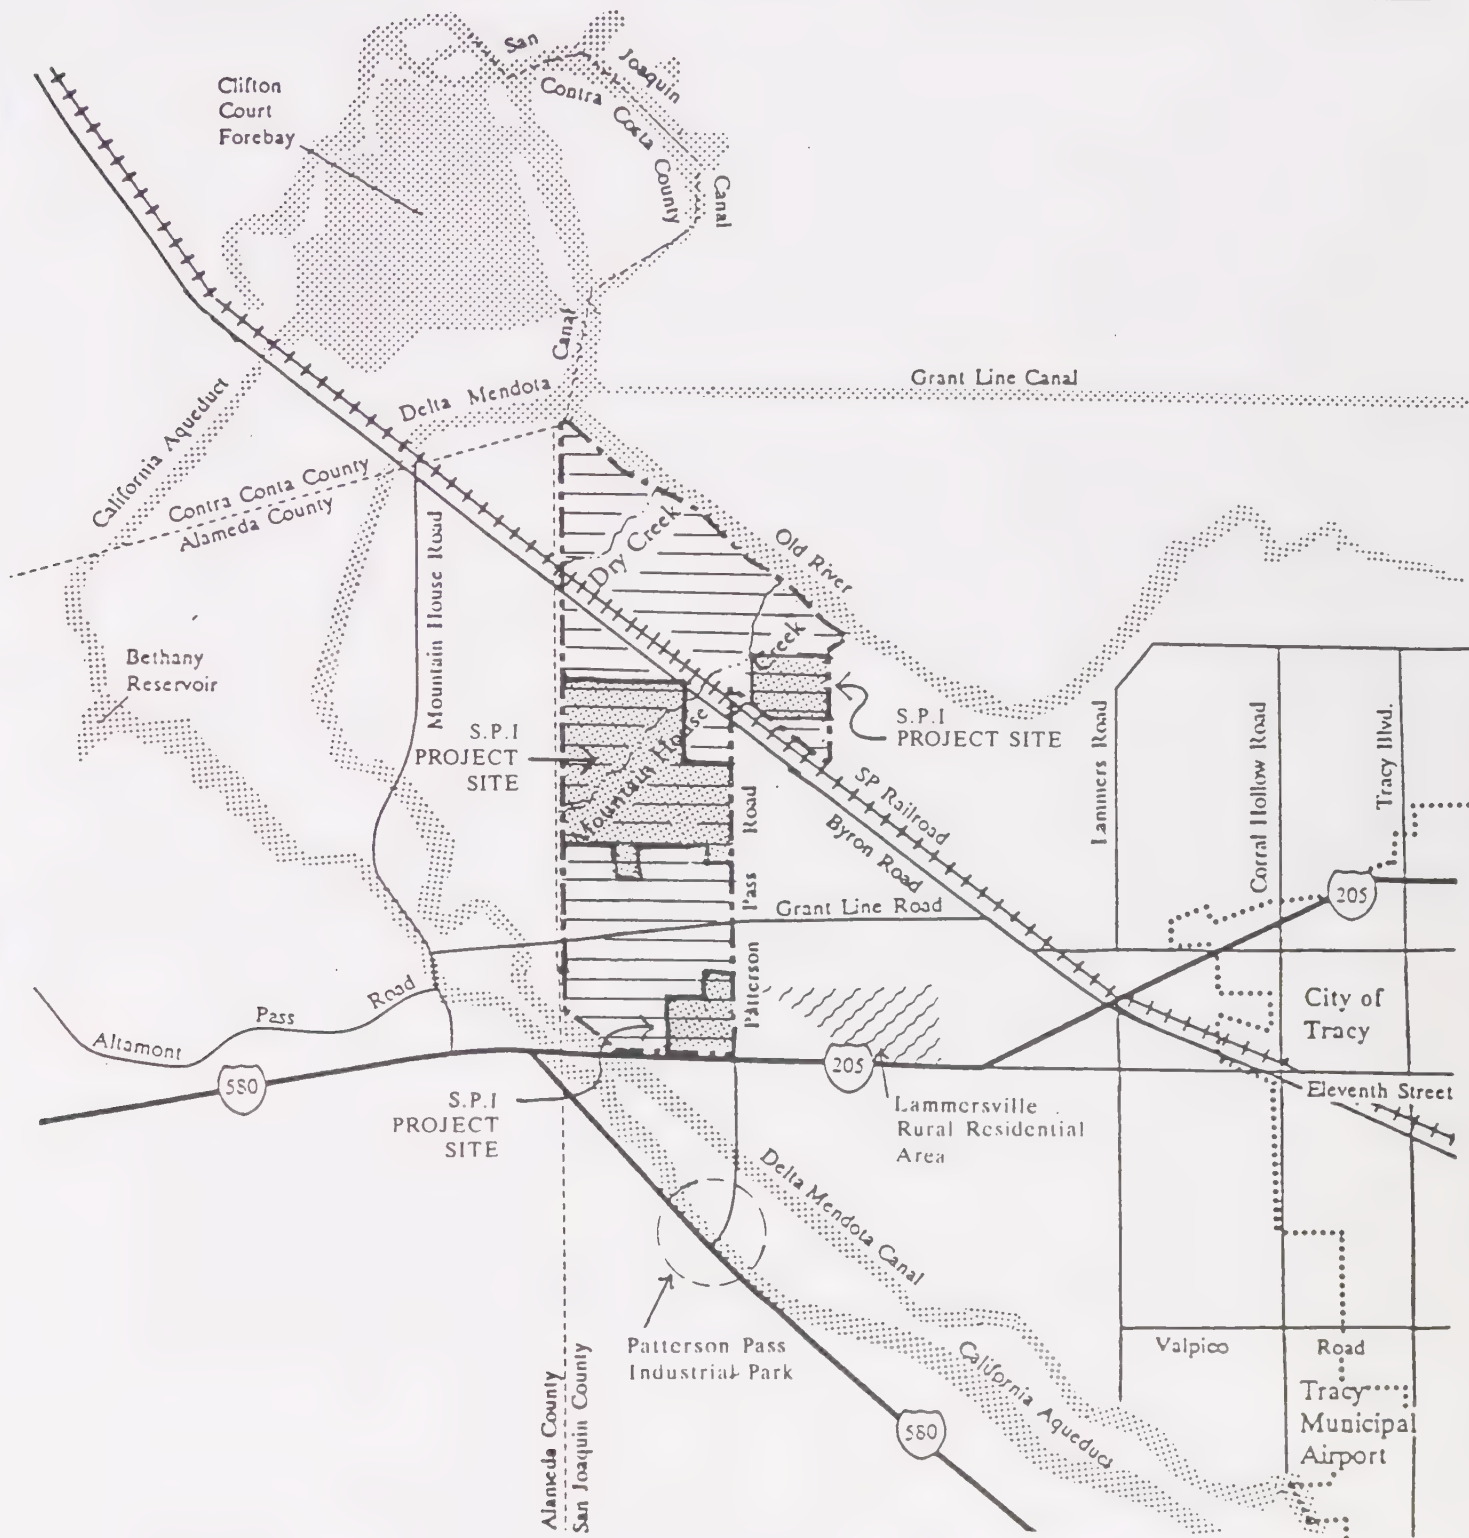 San
Joaquin
Canal
Contra Costa
County
Clifton
Court
Forebay
Canal
Delta Mendota
Grant Line Canal
California Aqueduct
Contra Conta County
Alameda County
Mountain House Road
Dry Creek
Old River
Creek
Bethany
Reservoir
S.P.I
PROJECT
SITE
S.P.I
PROJECT SITE
Mountain House
Lammers Road
Corral Hollow Road
Tracy Blvd.
SP Railroad
Byron Road
Road
Pass
Patterson
Grant Line Road
205
Altamont
Pass
Road
City of
Tracy
580
205
Eleventh Street
S.P.I
PROJECT
SITE
Lammersville
Rural Residential
Area
Delta Mendota Canal
Patterson Pass
Industrial Park
California Aqueduct
Valpico
Road
580
Tracy
Municipal
Airport
Alameda County
San Joaquin County